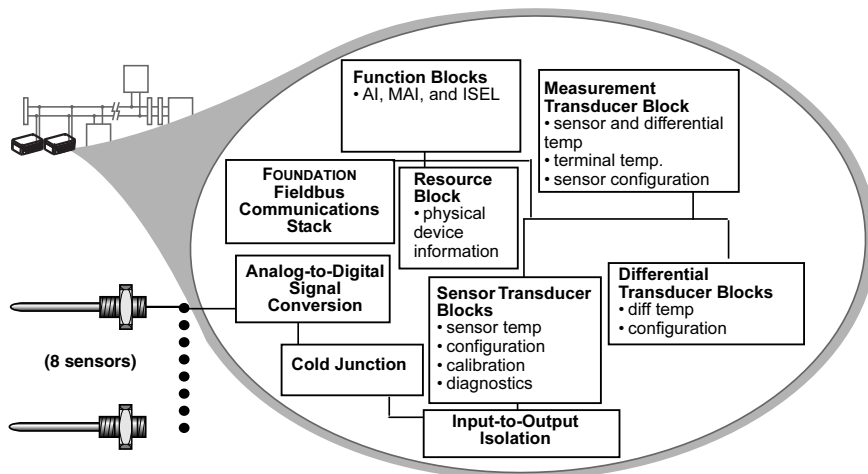 Function Blocks
• AI, MAI, and ISEL
Measurement
Transducer Block
• sensor and differential
temp
• terminal temp.
• sensor configuration
FOUNDATION
Fieldbus
Communications
Stack
Resource
Block
• physical
device
information
Analog-to-Digital
Signal
Conversion
Sensor Transducer
Blocks
• sensor temp
• configuration
• calibration
• diagnostics
Differential
Transducer Blocks
• diff temp
• configuration
(8 sensors)
Cold Junction
Input-to-Output
Isolation